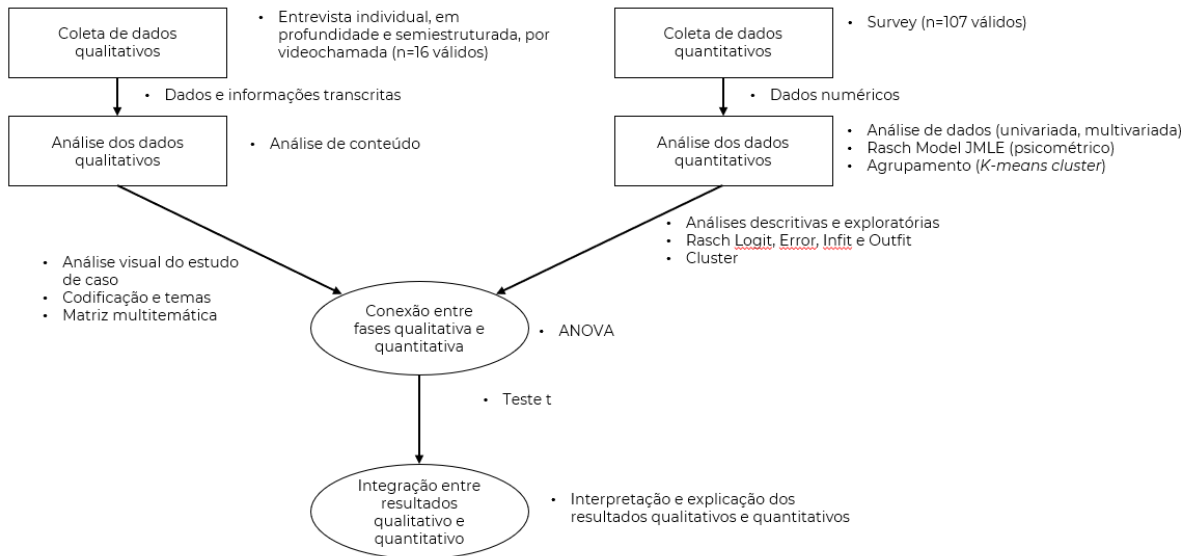 Coleta de dados
qualitativos
• Entrevista individual, em
profundidade e semiestruturada, por
videochamada (n=16 válidos)
Coleta de dados
quantitativos
• Survey (n=107 válidos)
• Dados e informações transcritas
• Dados numéricos
Análise dos dados
qualitativos
• Análise de conteúdo
Análise dos dados
quantitativos
• Análise de dados (univariada, multivariada)
• Rasch Model JMLE (psicométrico)
• Agrupamento (K-means cluster)
• Análise visual do estudo
de caso
• Codificação e temas
• Matriz multitemática
• Análises descritivas e exploratórias
• Rasch Logit, Error, Infit e Outfit
• Cluster
Conexão entre
fases qualitativa e
quantitativa
• ANOVA
• Teste t
Integração entre
resultados
qualitativo e
quantitativo
• Interpretação e explicação dos
resultados qualitativos e quantitativos